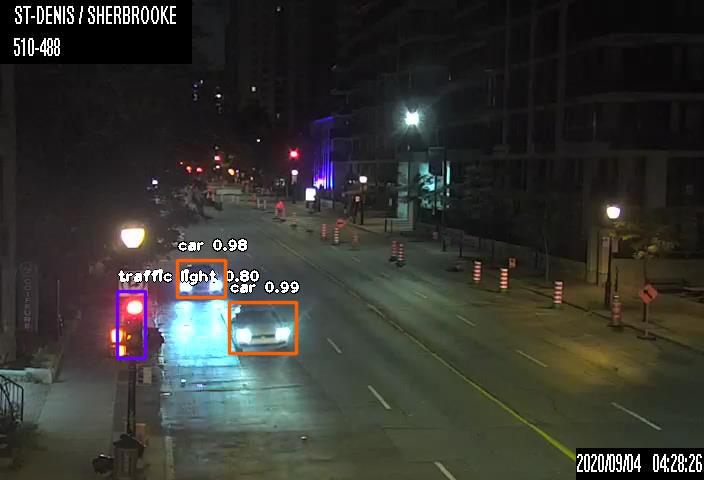 ST-DENIS / SHERBROOKE
510-488
car 0.98
traffic light 0.80
car 0.99
2020/09/04 04:28:26